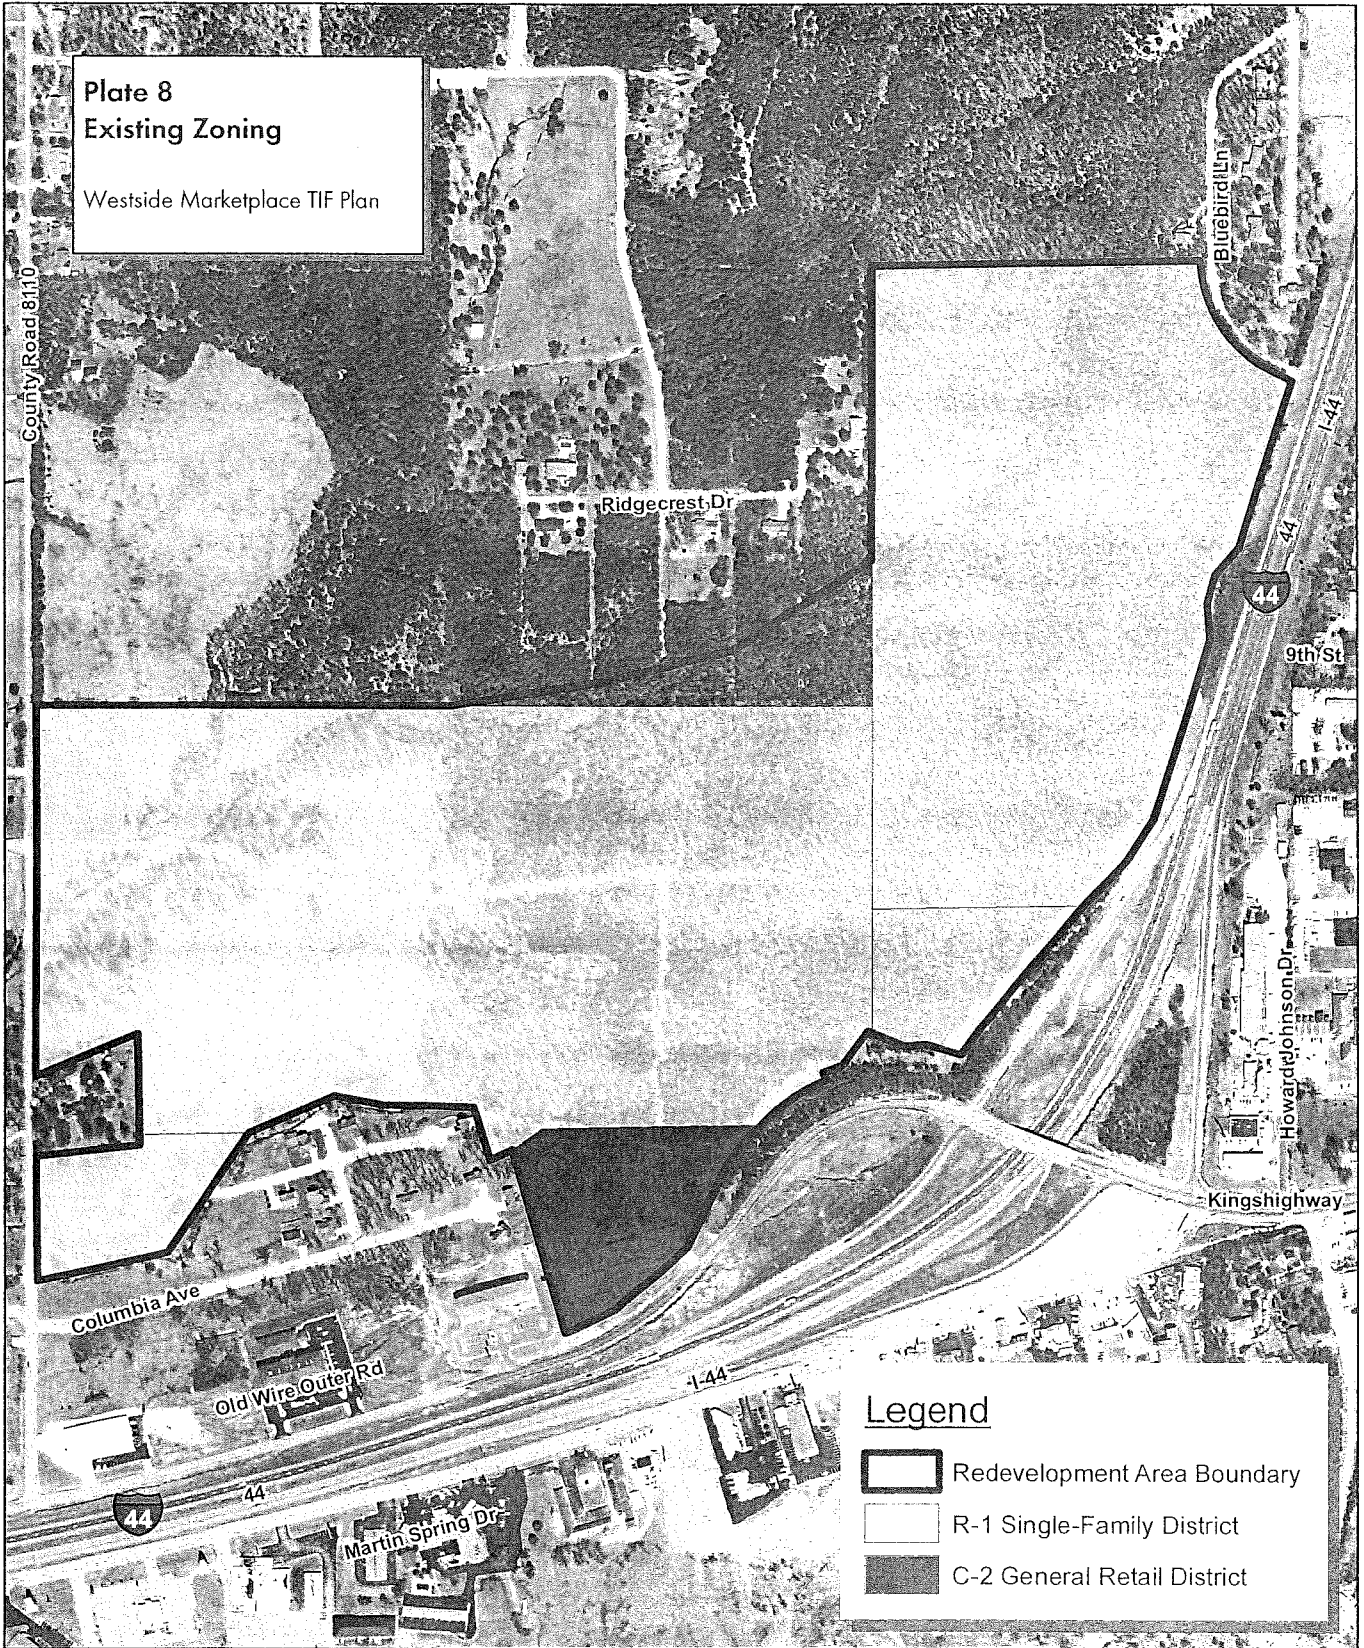 Plate 8
Existing Zoning
Westside Marketplace TIF Plan
Bluebird Ln
County Road 8110
I-44
Ridgecrest Dr
44
44
9th St
Howard Johnson Dr
Kingshighway
Columbia Ave
Old Wire Outer Rd
I-44
44
44
Martin Spring Dr
Legend
Redevelopment Area Boundary
R-1 Single-Family District
C-2 General Retail District